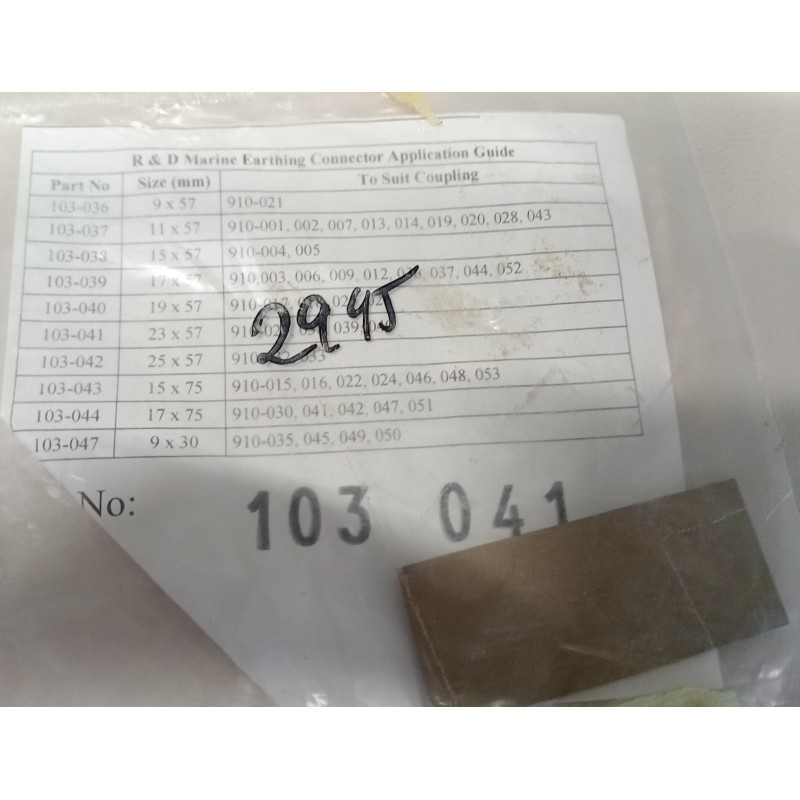 R & D Marine Earthing Connector Application Guide
Part No Size (mm) To Suit Coupling
103-036 9 x 57 910-021
103-037 11 x 57 910-001, 002, 007, 013, 014, 019, 020, 028, 043
103-038 15 x 57 910-004, 005
103-039 17 x 57 910,003, 006, 009, 012, 037, 044, 052
103-040 19 x 57
103-041 23 x 57 039
103-042 25 x 57
2945
103-043 15 x 75 910-015, 016, 022, 024, 046, 048, 053
103-044 17 x 75 910-030, 041, 042, 047, 051
103-047 9 x 30 910-035, 045, 049, 050
No: 103 041